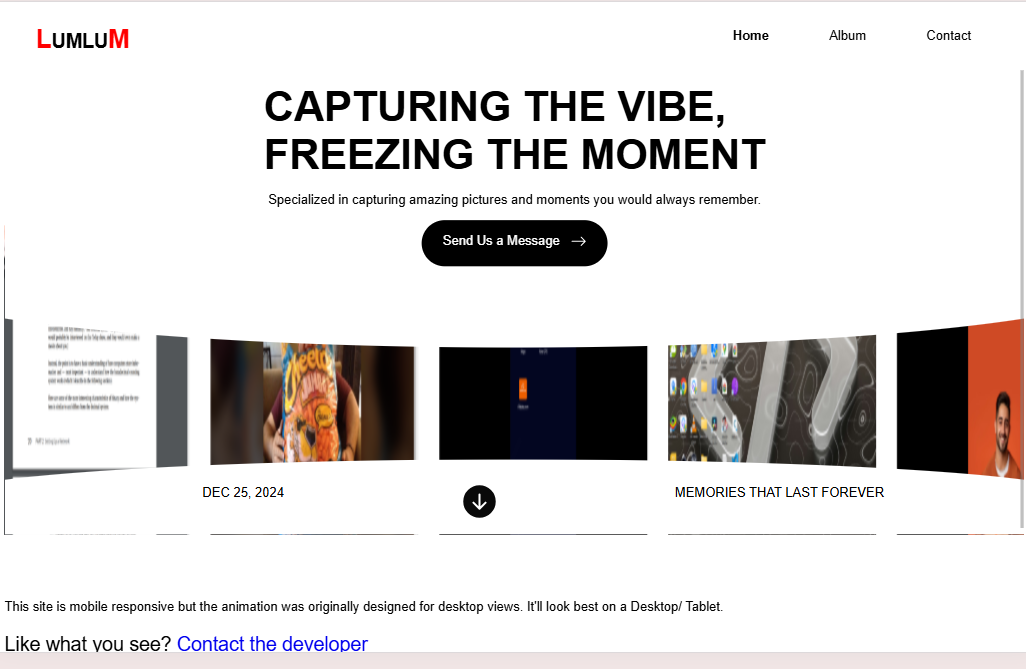 LUMLUM
Home
Album
Contact
CAPTURING THE VIBE,
FREEZING THE MOMENT
Specialized in capturing amazing pictures and moments you would always remember.
Send Us a Message
DEC 25, 2024
MEMORIES THAT LAST FOREVER
This site is mobile responsive but the animation was originally designed for desktop views. It'll look best on a Desktop/ Tablet.
Like what you see? Contact the developer